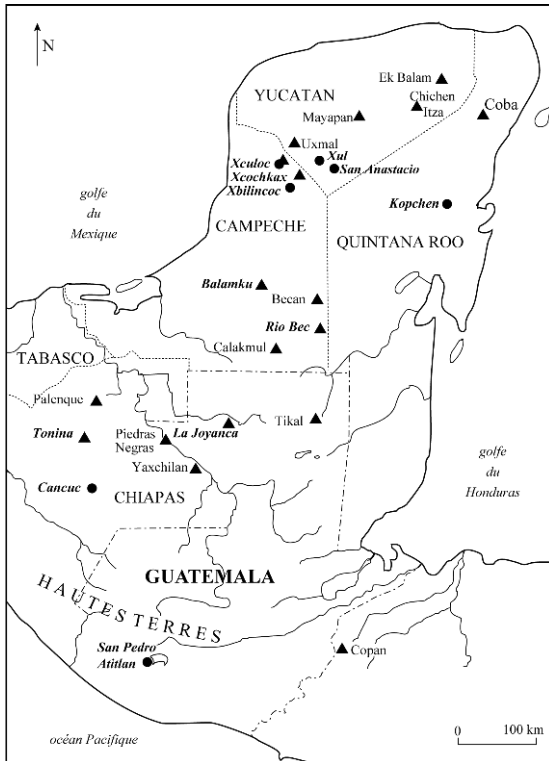 N
Ek Balam
YUCATAN
Chichen
Itza
Mayapan
Coba
Uxmal
Xculoc
Xul
Xcochkax
San Anastacio
Xbilincoc
golfe
du
Mexique
Kopchen
CAMPECHE
QUINTANA ROO
Balamku
Becan
Rio Bec
Calakmul
TABASCO
Palenque
Tikal
Tonina
Piedras
Negras
La Joyanca
Yaxchilan
golfe
du
Honduras
Cancuc
CHIAPAS
GUATEMALA
HAUTES TERRES
San Pedro
Atitlan
Copan
océan Pacifique
0 100 km